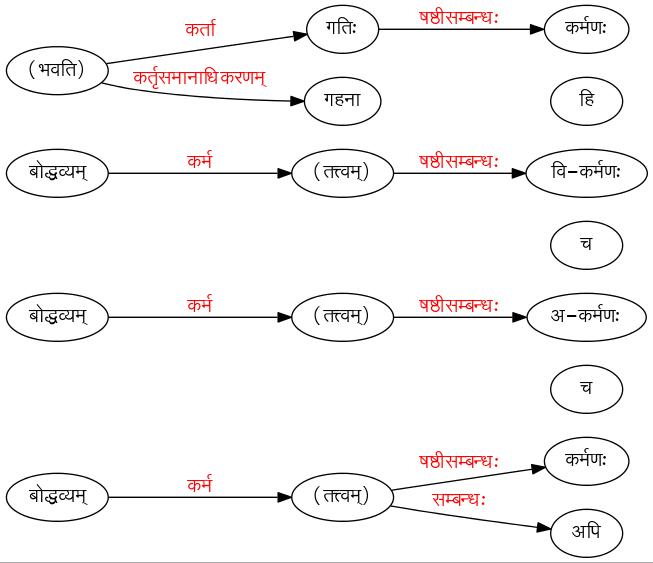 कर्ता
गतिः
षष्ठीसम्बन्धः
कर्मणः
(भवति)
कर्तृसमानाधिकरणम्
गहना
हि
बोद्धव्यम्
कर्म
(तत्त्वम्)
षष्ठीसम्बन्धः
वि-कर्मणः
च
बोद्धव्यम्
कर्म
(तत्त्वम्)
षष्ठीसम्बन्धः
अ-कर्मणः
च
बोद्धव्यम्
कर्म
(तत्त्वम्)
षष्ठीसम्बन्धः
कर्मणः
सम्बन्धः
अपि